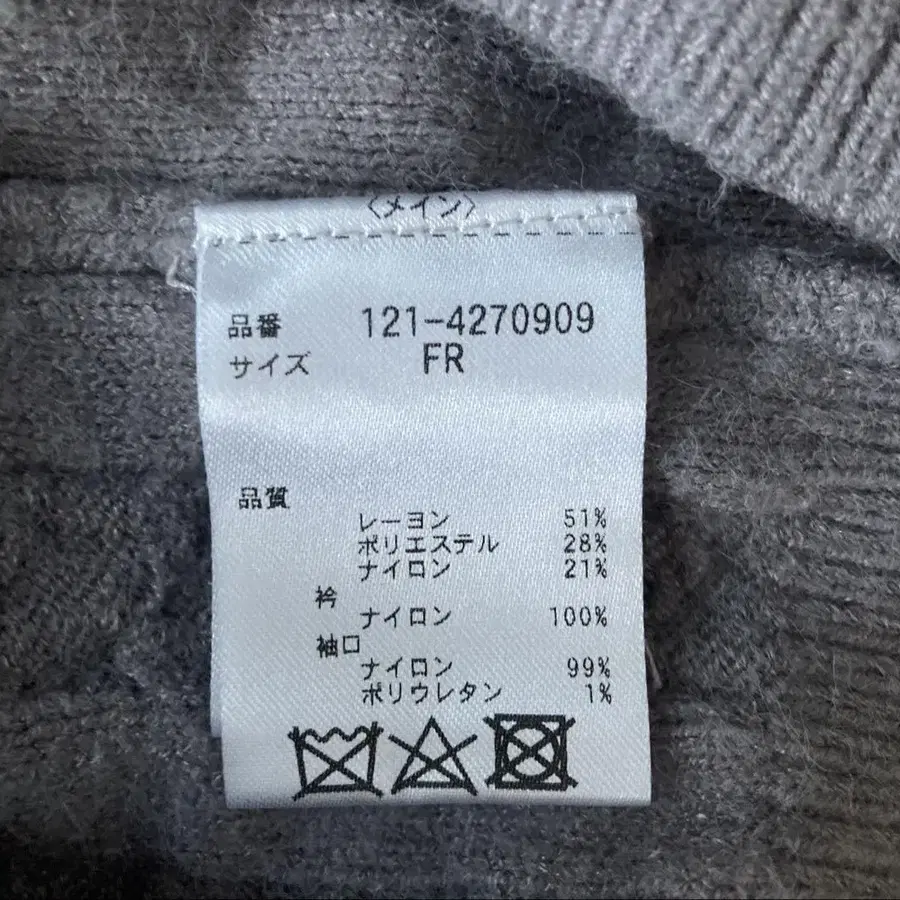 〈メイン〉
品番 121-4270909
サイズ FR
品質
レーヨン 51%
ポリエステル 28%
ナイロン 21%
衿
ナイロン 100%
袖口
ナイロン 99%
ポリウレタン 1%